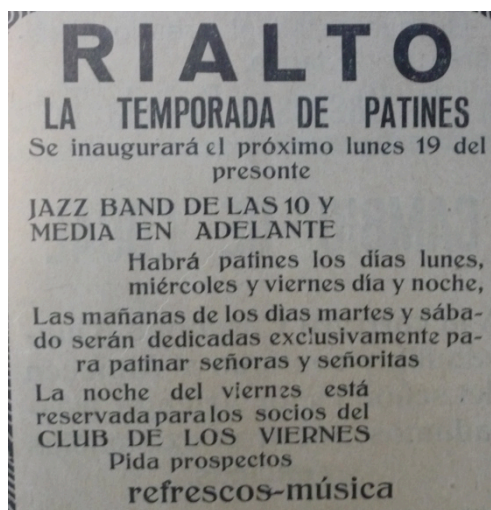 RIALTO
LA TEMPORADA DE PATINES
Se inaugurará el próximo lunes 19 del
presonte
JAZZ BAND DE LAS 10 Y
MEDIA EN ADELANTE
Habrá patines los días lunes,
miércoles y viernes día y noche,
Las mañanas de los dìas martes y sába-
do serán dedicadas exclusivamente pa-
ra patinar señoras y señoritas
La noche del viernes está
reservada para los socios del
CLUB DE LOS VIERNES
Pida prospectos
refrescos-música